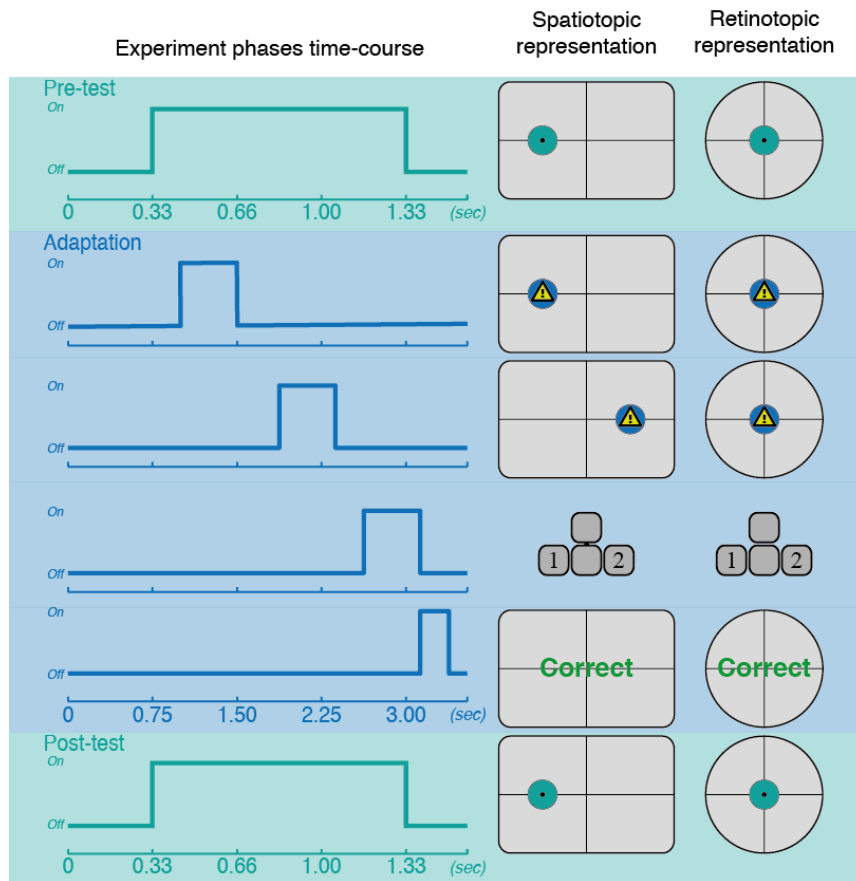 Experiment phases time-course
Spatiotopic
representation
Retinotopic
representation
Pre-test
On
Off
0 0.33 0.66 1.00 1.33 (sec)
Adaptation
On
Off
! !
On
Off
! !
On
Off
1 2 1 2
On
Off
Correct Correct
0 0.75 1.50 2.25 3.00 (sec)
Post-test
On
Off
0 0.33 0.66 1.00 1.33 (sec)